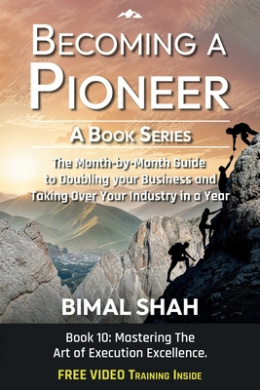 BECOMING A
PIONEER
A BOOK SERIES
The Month-by-Month Guide
to Doubling your Business and
Taking Over Your Industry in a Year
BIMAL SHAH
Book 10: Mastering The
Art of Execution Excellence.
FREE VIDEO TRAINING INSIDE